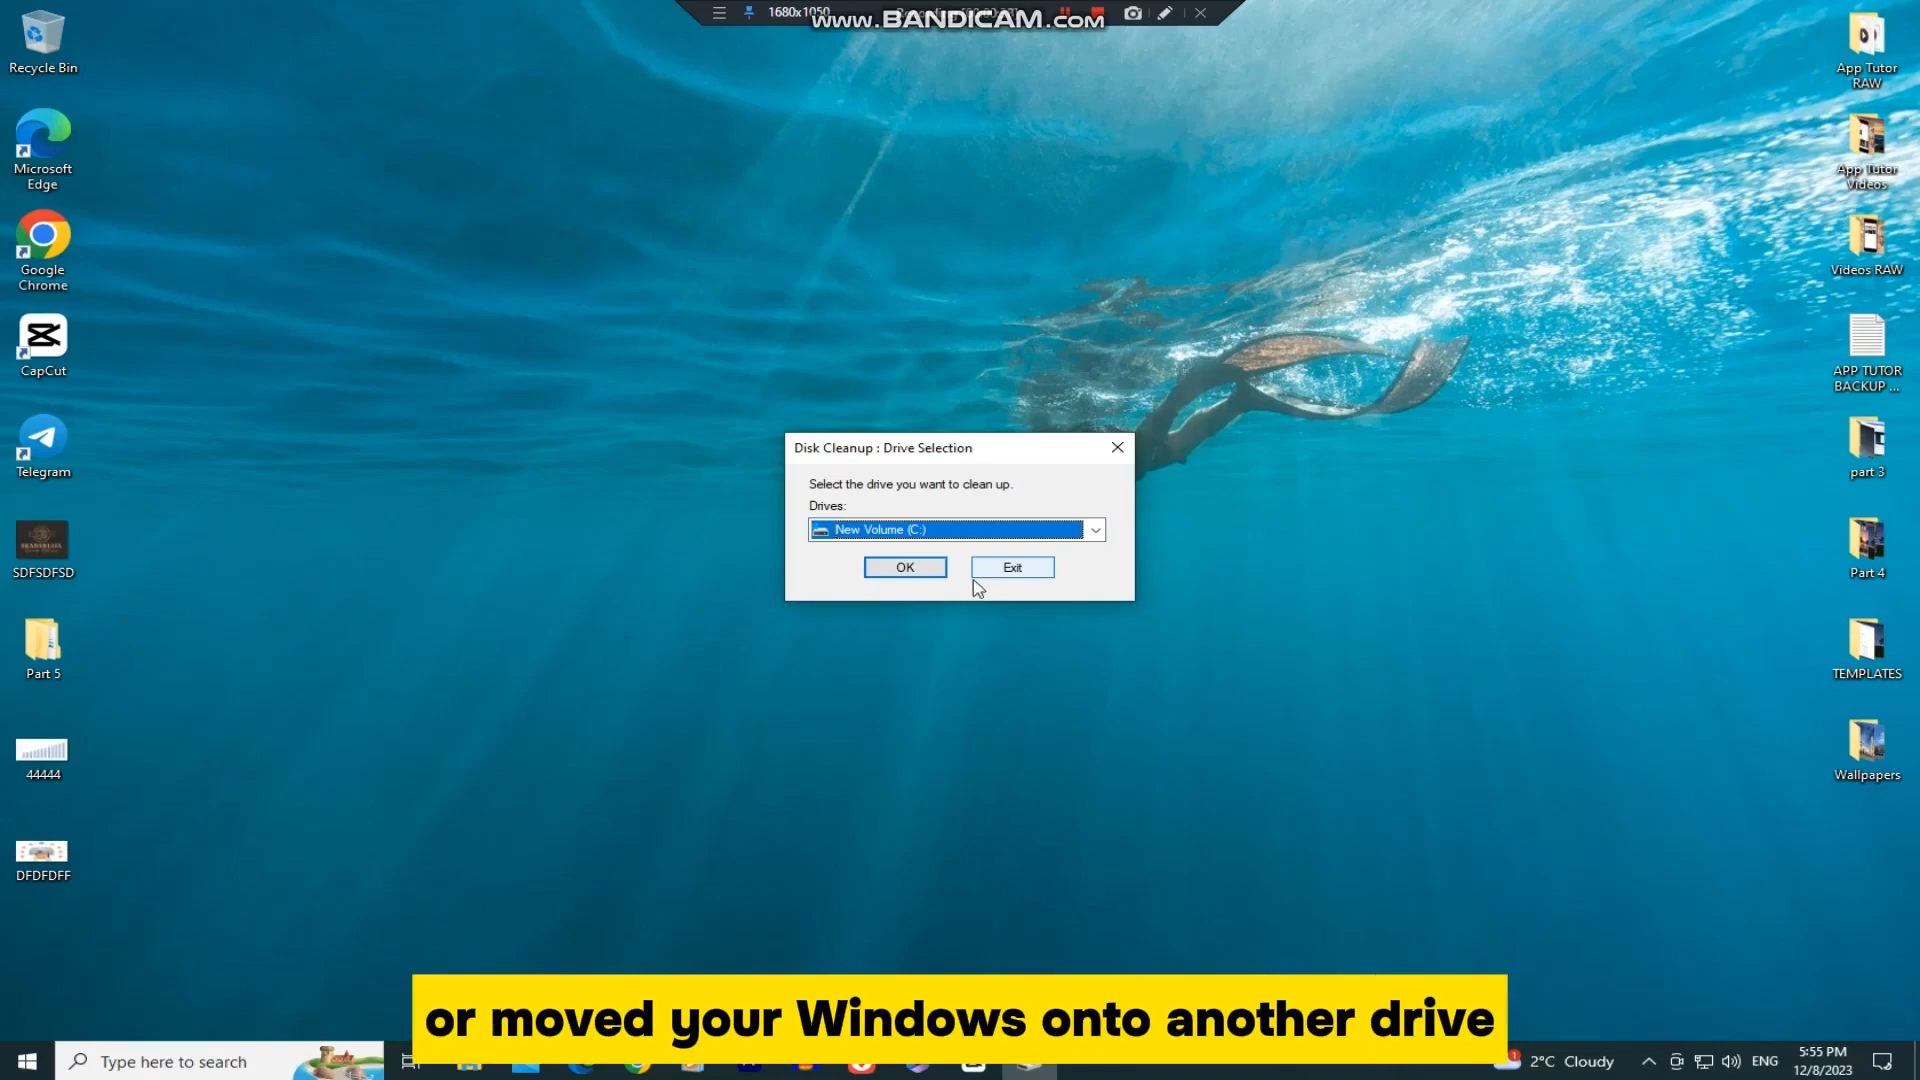 1680x1050
www.BANDICAM.com
Recycle Bin
Microsoft
Edge
Google
Chrome
CapCut
Telegram
SDFSDFSD
Part 5
44444
DFDFDFF
App Tutor
RAW
App Tutor
Videos
Videos RAW
APP TUTOR
BACKUP ...
part 3
Part 4
TEMPLATES
Wallpapers
Disk Cleanup : Drive Selection
Select the drive you want to clean up.
Drives:
New Volume (C:)
OK
Exit
or moved your Windows onto another drive
Type here to search
1
2°C Cloudy
ENG
5:55 PM
12/8/2023